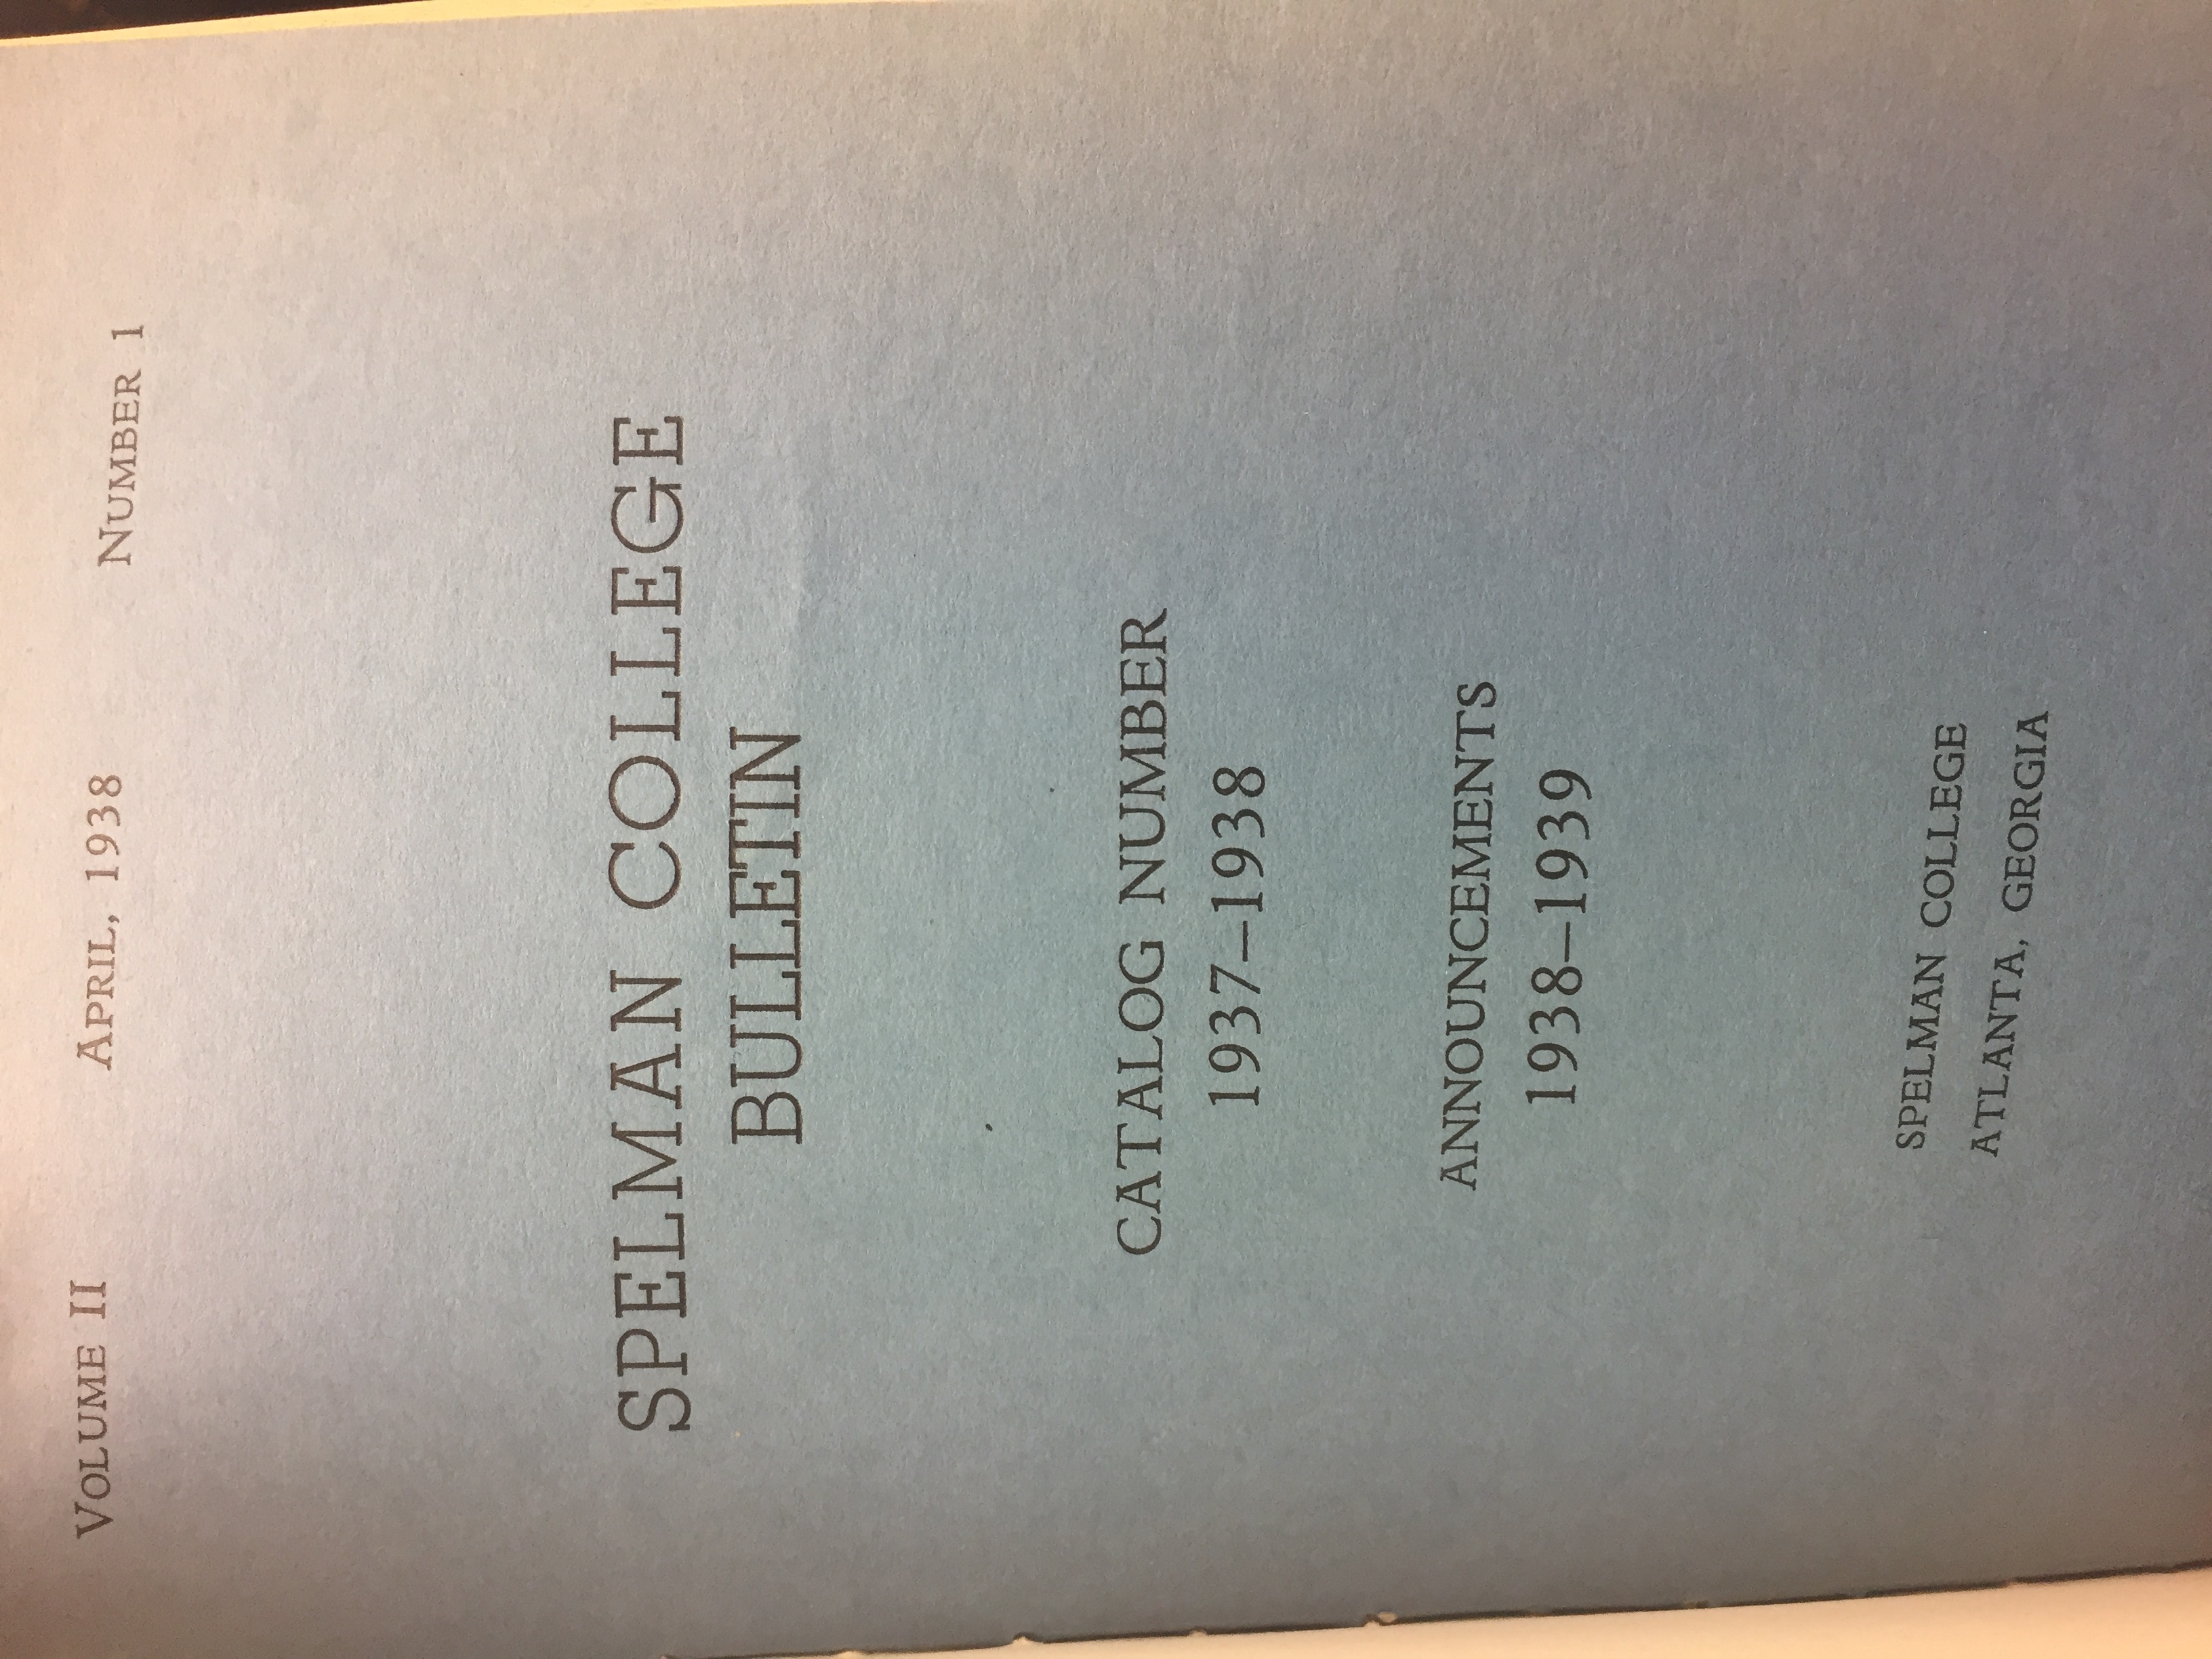 VOLUME II APRIL, 1938 NUMBER 1
SPELMAN COLLEGE
BULLETIN
CATALOG NUMBER
1937–1938
ANNOUNCEMENTS
1938–1939
SPELMAN COLLEGE
ATLANTA, GEORGIA